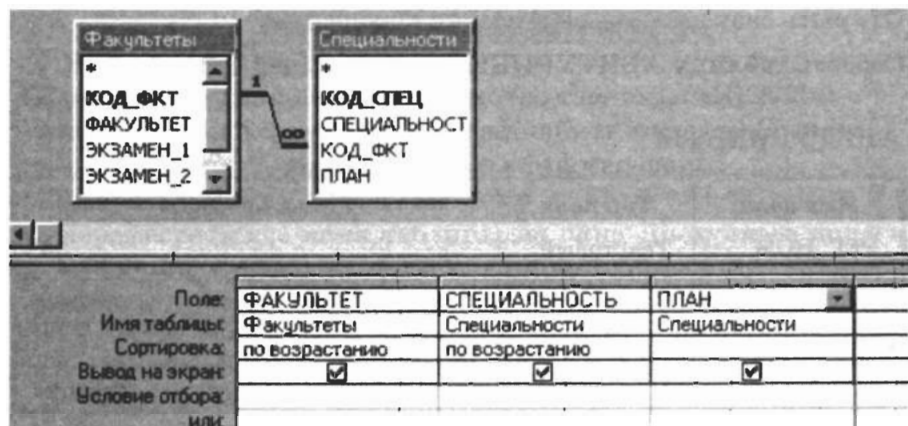 Факультеты Специальности
* *
КОД_ФКТ 1 КОД_СПЕЦ
ФАКУЛЬТЕТ ∞ СПЕЦИАЛЬНОСТ
ЭКЗАМЕН_1 КОД_ФКТ
ЭКЗАМЕН_2 ПЛАН
Поле: ФАКУЛЬТЕТ СПЕЦИАЛЬНОСТЬ ПЛАН
Имя таблицы: Факультеты Специальности Специальности
Сортировка: по возрастанию по возрастанию
Вывод на экран:
Условие отбора:
или: